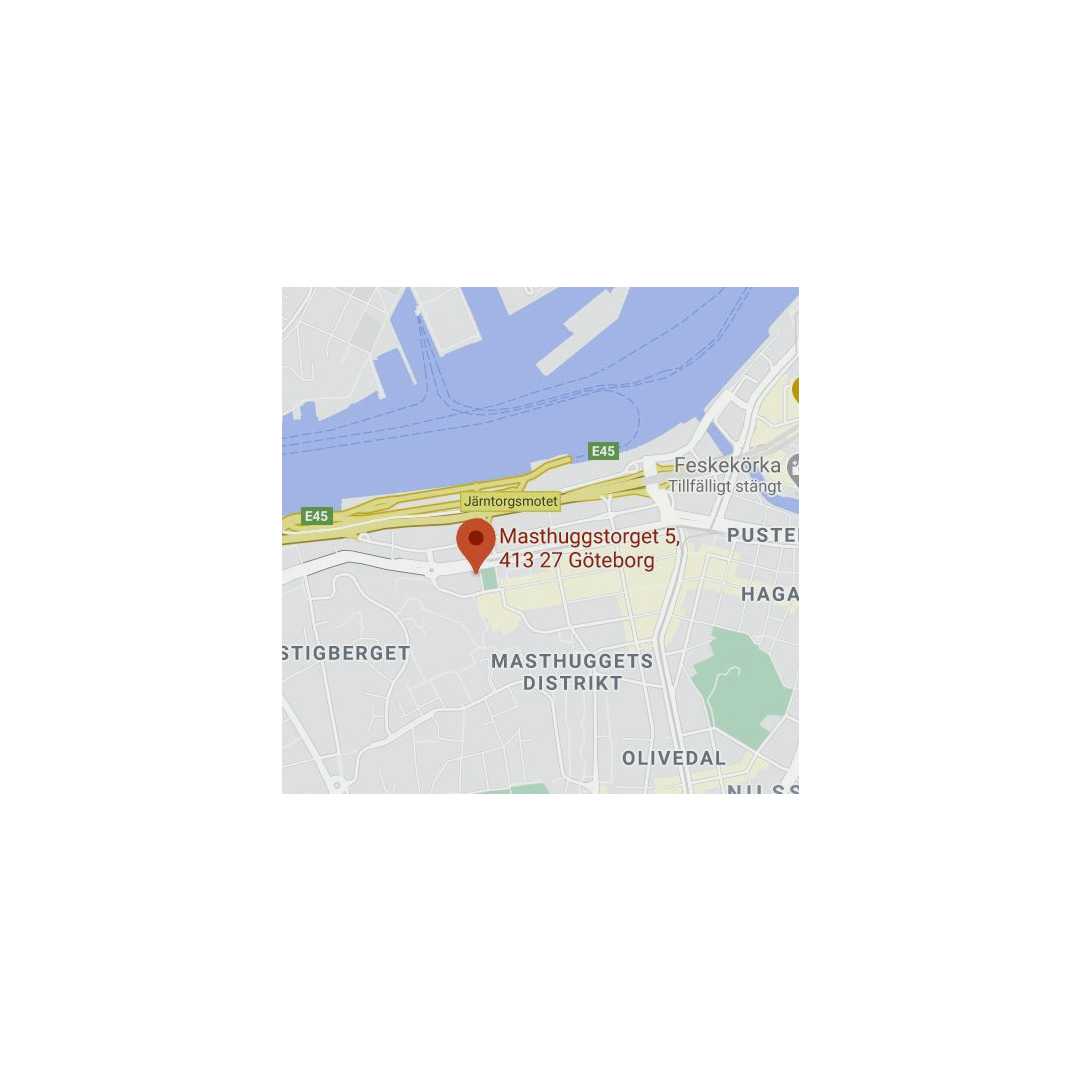 E45
Feskekörka
Tillfälligt stängt
Järntorgsmotet
E45
Masthuggstorget 5,
413 27 Göteborg
PUSTE
HAGA
STIGBERGET
MASTHUGGETS
DISTRIKT
OLIVEDAL
NILSS